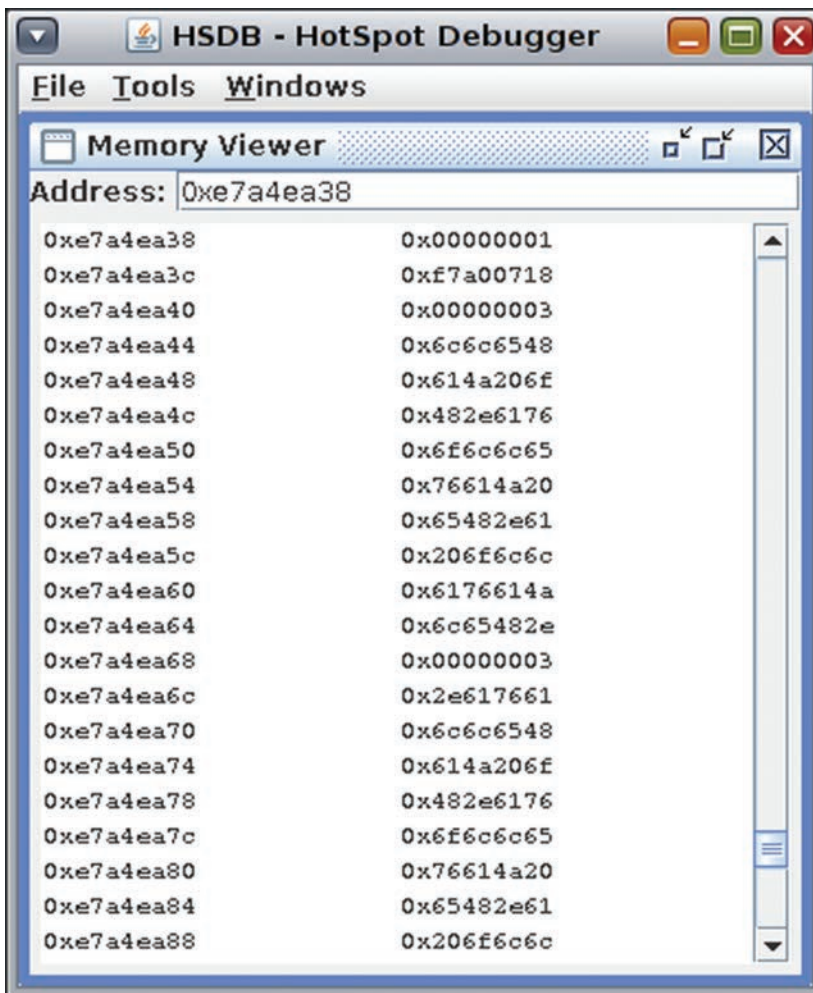 HSDB - HotSpot Debugger
File Tools Windows
Memory Viewer
Address: 0xe7a4ea38
0xe7a4ea38 0x00000001
0xe7a4ea3c 0xf7a00718
0xe7a4ea40 0x00000003
0xe7a4ea44 0x6c6c6548
0xe7a4ea48 0x614a206f
0xe7a4ea4c 0x482e6176
0xe7a4ea50 0x6f6c6c65
0xe7a4ea54 0x76614a20
0xe7a4ea58 0x65482e61
0xe7a4ea5c 0x206f6c6c
0xe7a4ea60 0x6176614a
0xe7a4ea64 0x6c65482e
0xe7a4ea68 0x00000003
0xe7a4ea6c 0x2e617661
0xe7a4ea70 0x6c6c6548
0xe7a4ea74 0x614a206f
0xe7a4ea78 0x482e6176
0xe7a4ea7c 0x6f6c6c65
0xe7a4ea80 0x76614a20
0xe7a4ea84 0x65482e61
0xe7a4ea88 0x206f6c6c